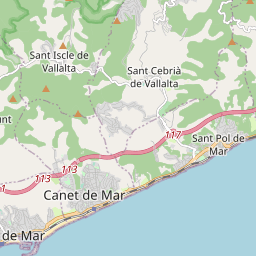 Sant Iscle de
Vallalta
Sant Cebrià
de Vallalta
117
Sant Pol de
Mar
113
113
Canet de Mar
de Mar